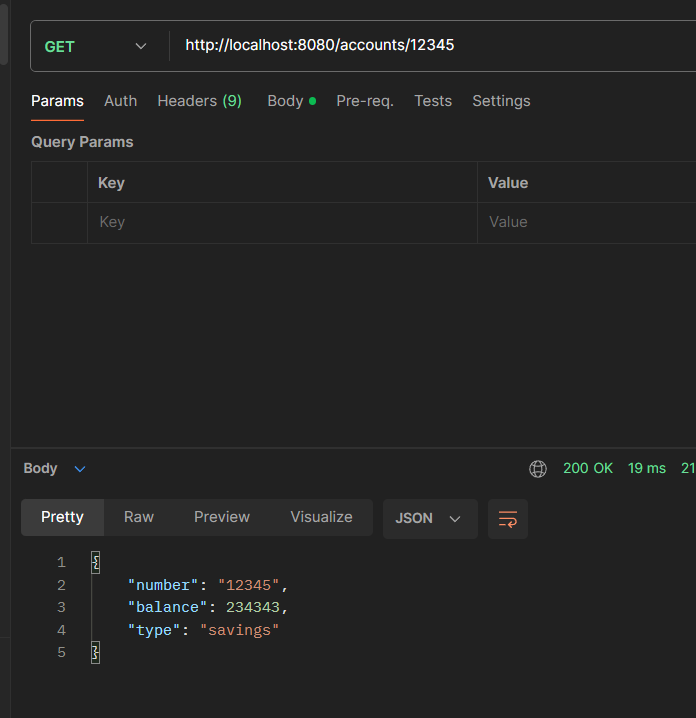 GET http://localhost:8080/accounts/12345
Params Auth Headers (9) Body Pre-req. Tests Settings
Query Params
Key Value
Key Value
Body 200 OK 19 ms 21
Pretty Raw Preview Visualize JSON
1 {
2 "number": "12345",
3 "balance": 234343,
4 "type": "savings"
5 }